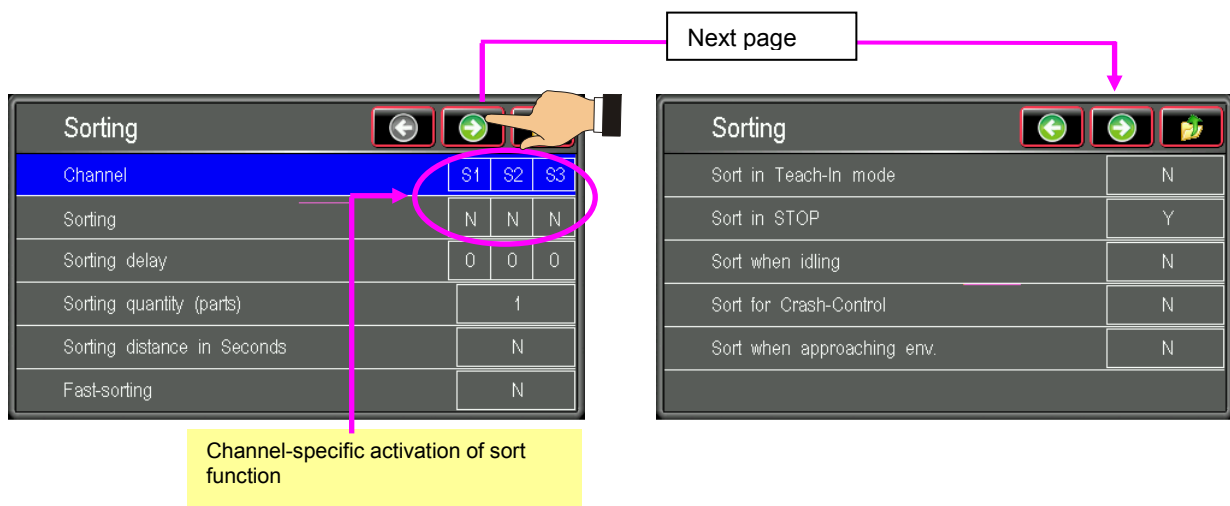 Next page
Sorting
Channel S1 S2 S3
Sorting N N N
Sorting delay 0 0 0
Sorting quantity (parts) 1
Sorting distance in Seconds N
Fast-sorting N
Channel-specific activation of sort
function
Sorting
Sort in Teach-In mode N
Sort in STOP Y
Sort when idling N
Sort for Crash-Control N
Sort when approaching env. N